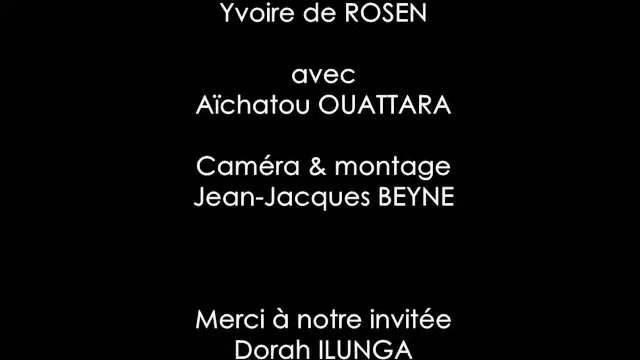 Yvoire de ROSEN
avec
Aïchatou OUATTARA
Caméra & montage
Jean-Jacques BEYNE
Merci à notre invitée
Dorah ILUNGA